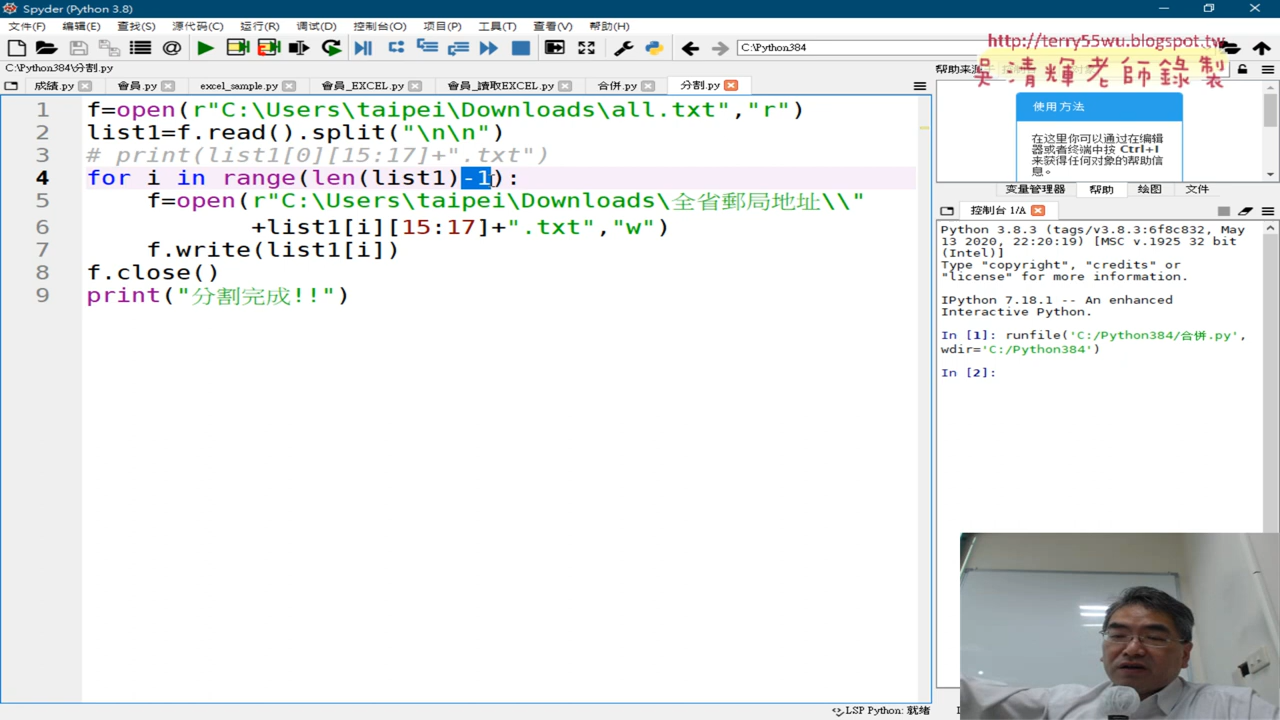 Spyder (Python 3.8)
文件(F) 编辑(E) 查找(S) 源代码(C) 运行(R) 调试(D) 控制台(O) 项目(P) 工具(T) 查看(V) 帮助(H)
C:\Python384
http://terry55wu.blogspot.tw
吳清輝老師錄製
C:\Python384\分割.py
帮助来源
成績.py 會員.py excel_sample.py 會員_EXCEL.py 會員_讀取EXCEL.py 合併.py 分割.py
1 f=open(r"C:\Users\taipei\Downloads\all.txt","r")
2 list1=f.read().split("\n\n")
3 # print(list1[0][15:17]+".txt")
4 for i in range(len(list1)-1):
5 f=open(r"C:\Users\taipei\Downloads\全省郵局地址\\"
6 +list1[i][15:17]+".txt","w")
7 f.write(list1[i])
8 f.close()
9 print("分割完成!!")
使用方法
在这里你可以通过在编辑
器或者终端中按 Ctrl+I
来获得任何对象的帮助信
息。
变量管理器 帮助 绘图 文件
控制台 1/A
Python 3.8.3 (tags/v3.8.3:6f8c832, May
13 2020, 22:20:19) [MSC v.1925 32 bit
(Intel)]
Type "copyright", "credits" or
"license" for more information.
IPython 7.18.1 -- An enhanced
Interactive Python.
In [1]: runfile('C:/Python384/合併.py',
wdir='C:/Python384')
In [2]:
LSP Python: 就绪